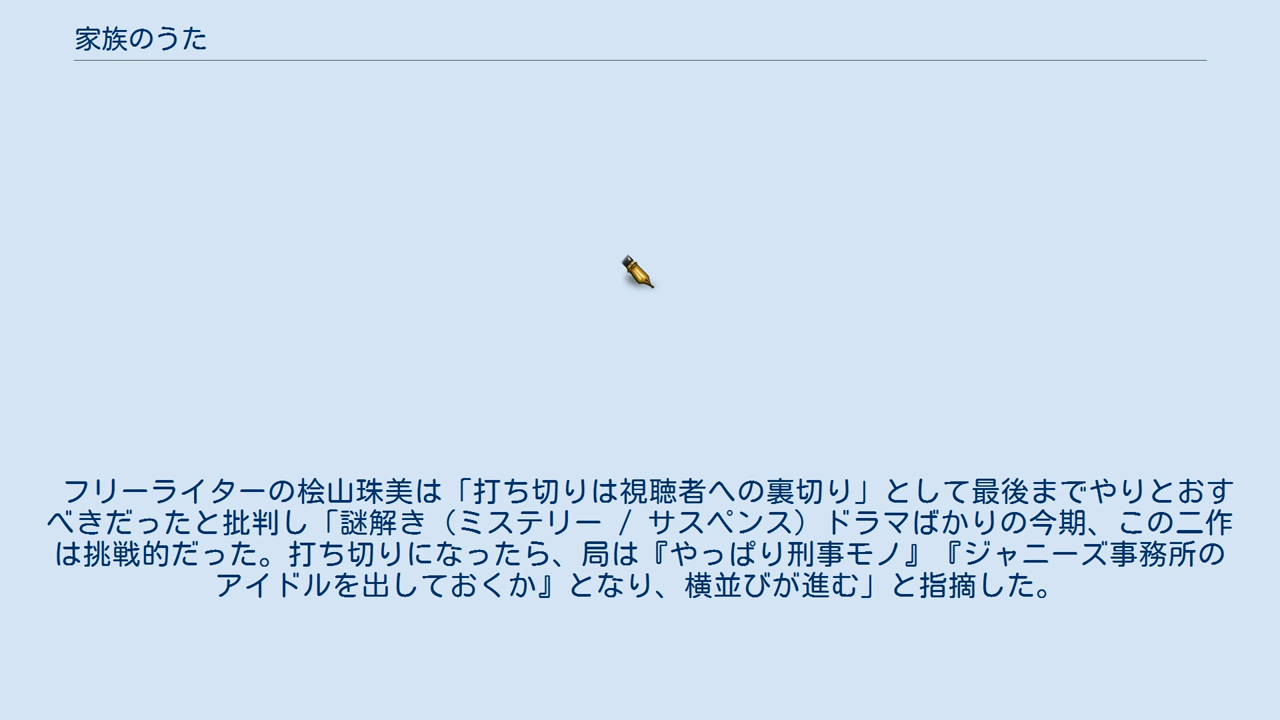 家族のうた
フリーライターの桧山珠美は「打ち切りは視聴者への裏切り」として最後までやりとおす
べきだったと批判し「謎解き（ミステリー / サスペンス）ドラマばかりの今期、この二作
は挑戦的だった。打ち切りになったら、局は『やっぱり刑事モノ』『ジャニーズ事務所の
アイドルを出しておくか』となり、横並びが進む」と指摘した。